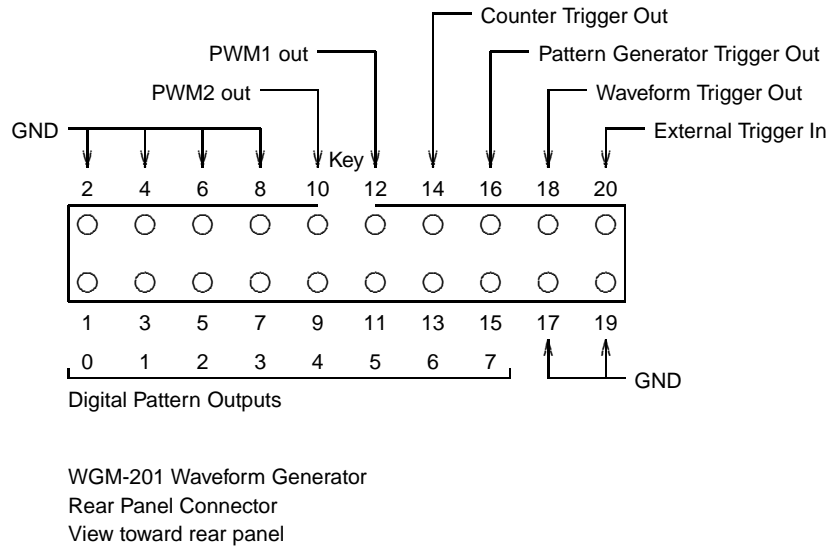 Counter Trigger Out
PWM1 out
Pattern Generator Trigger Out
PWM2 out
Waveform Trigger Out
GND
External Trigger In
Key
2 4 6 8 10 12 14 16 18 20
1 3 5 7 9 11 13 15 17 19
0 1 2 3 4 5 6 7
GND
Digital Pattern Outputs
WGM-201 Waveform Generator
Rear Panel Connector
View toward rear panel